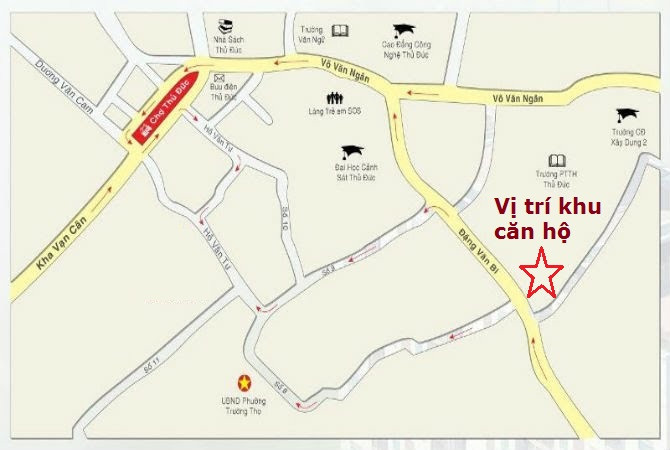 Nhà Sách
Thủ Đức
Trường
Văn Ngữ
Cao Đẳng Công
Nghệ Thủ Đức
Dương Văn Cam
Võ Văn Ngân
Bưu điện
Thủ Đức
Chợ Thủ Đức
Làng Trẻ em SOS
Võ Văn Ngân
Trường CĐ
Xây Dựng 2
Hồ Văn Tư
Đại Học Cảnh
Sát Thủ Đức
Trường PTTH
Thủ Đức
Vị trí khu
căn hộ
Kha Vạn Cân
Hồ Văn Tư
Số 10
Đặng Văn Bi
Số 11
Số 8
UBND Phường
Trường Thọ